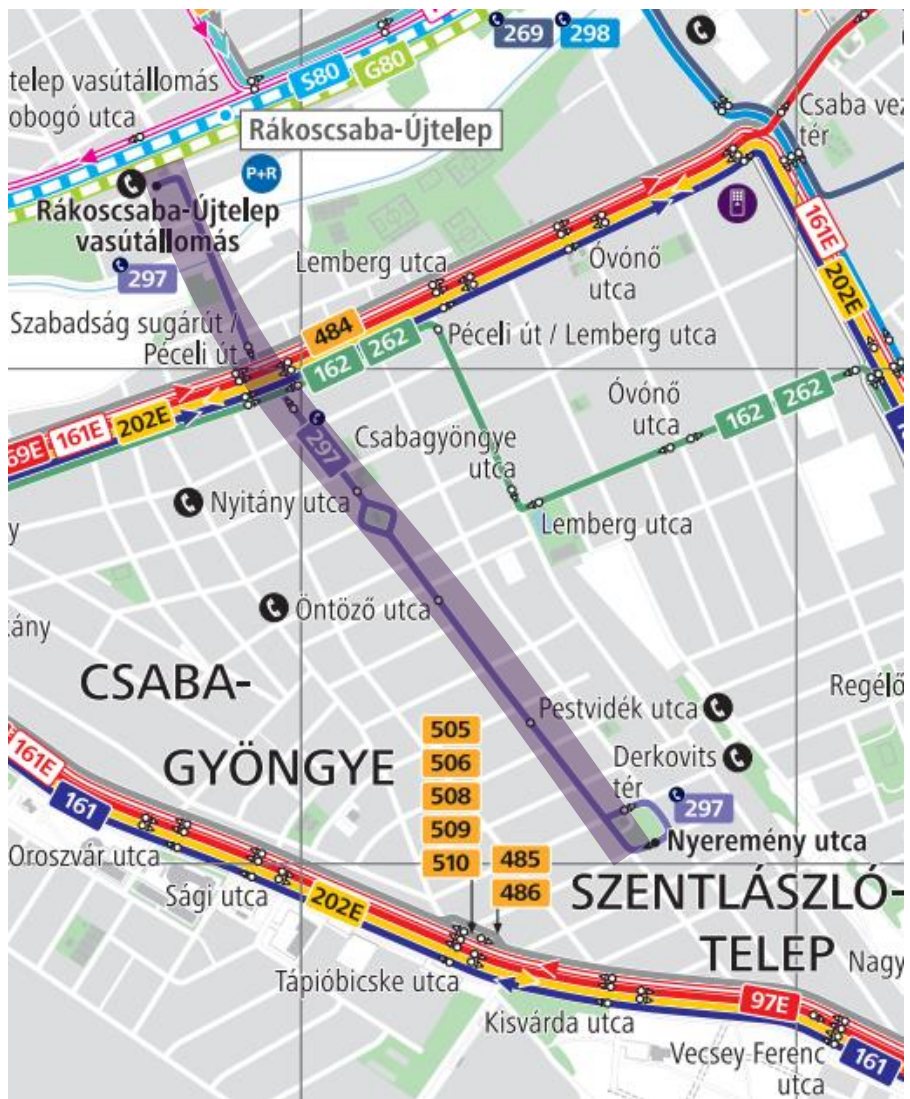 269 298
S80 G80
telep vasútállomás
obogó utca
Rákoscsaba-Újtelep
Csaba vez
tér
P+R
Rákoscsaba-Újtelep
vasútállomás
297
Lemberg utca
Óvónő
utca
161E
202E
Szabadság sugárút /
Péceli út
484
162 262
Péceli út / Lemberg utca
69E 161E 202E
297
Csabagyöngye
utca
Óvónő
utca
162 262
Nyitány utca
y
Lemberg utca
Öntöző utca
tány
CSABA-
GYÖNGYE
Pestvidék utca
Regélő
505
506
508
509
510
485
486
Derkovits
tér
297
Nyeremény utca
161E
161
Oroszvár utca
Sági utca
202E
SZENTLÁSZLÓ-
TELEP
Nagy
Tápióbicske utca
Kisvárda utca
97E
Vecsey Ferenc
utca
161